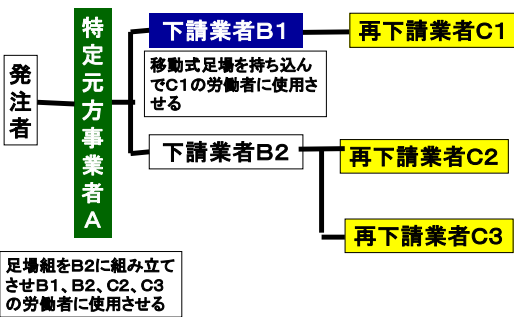 発注者
特定元方事業者A
下請業者B1
移動式足場を持ち込ん
でC1の労働者に使用さ
せる
下請業者B2
再下請業者C1
再下請業者C2
再下請業者C3
足場組をB2に組み立て
させB1、B2、C2、C3
の労働者に使用させる